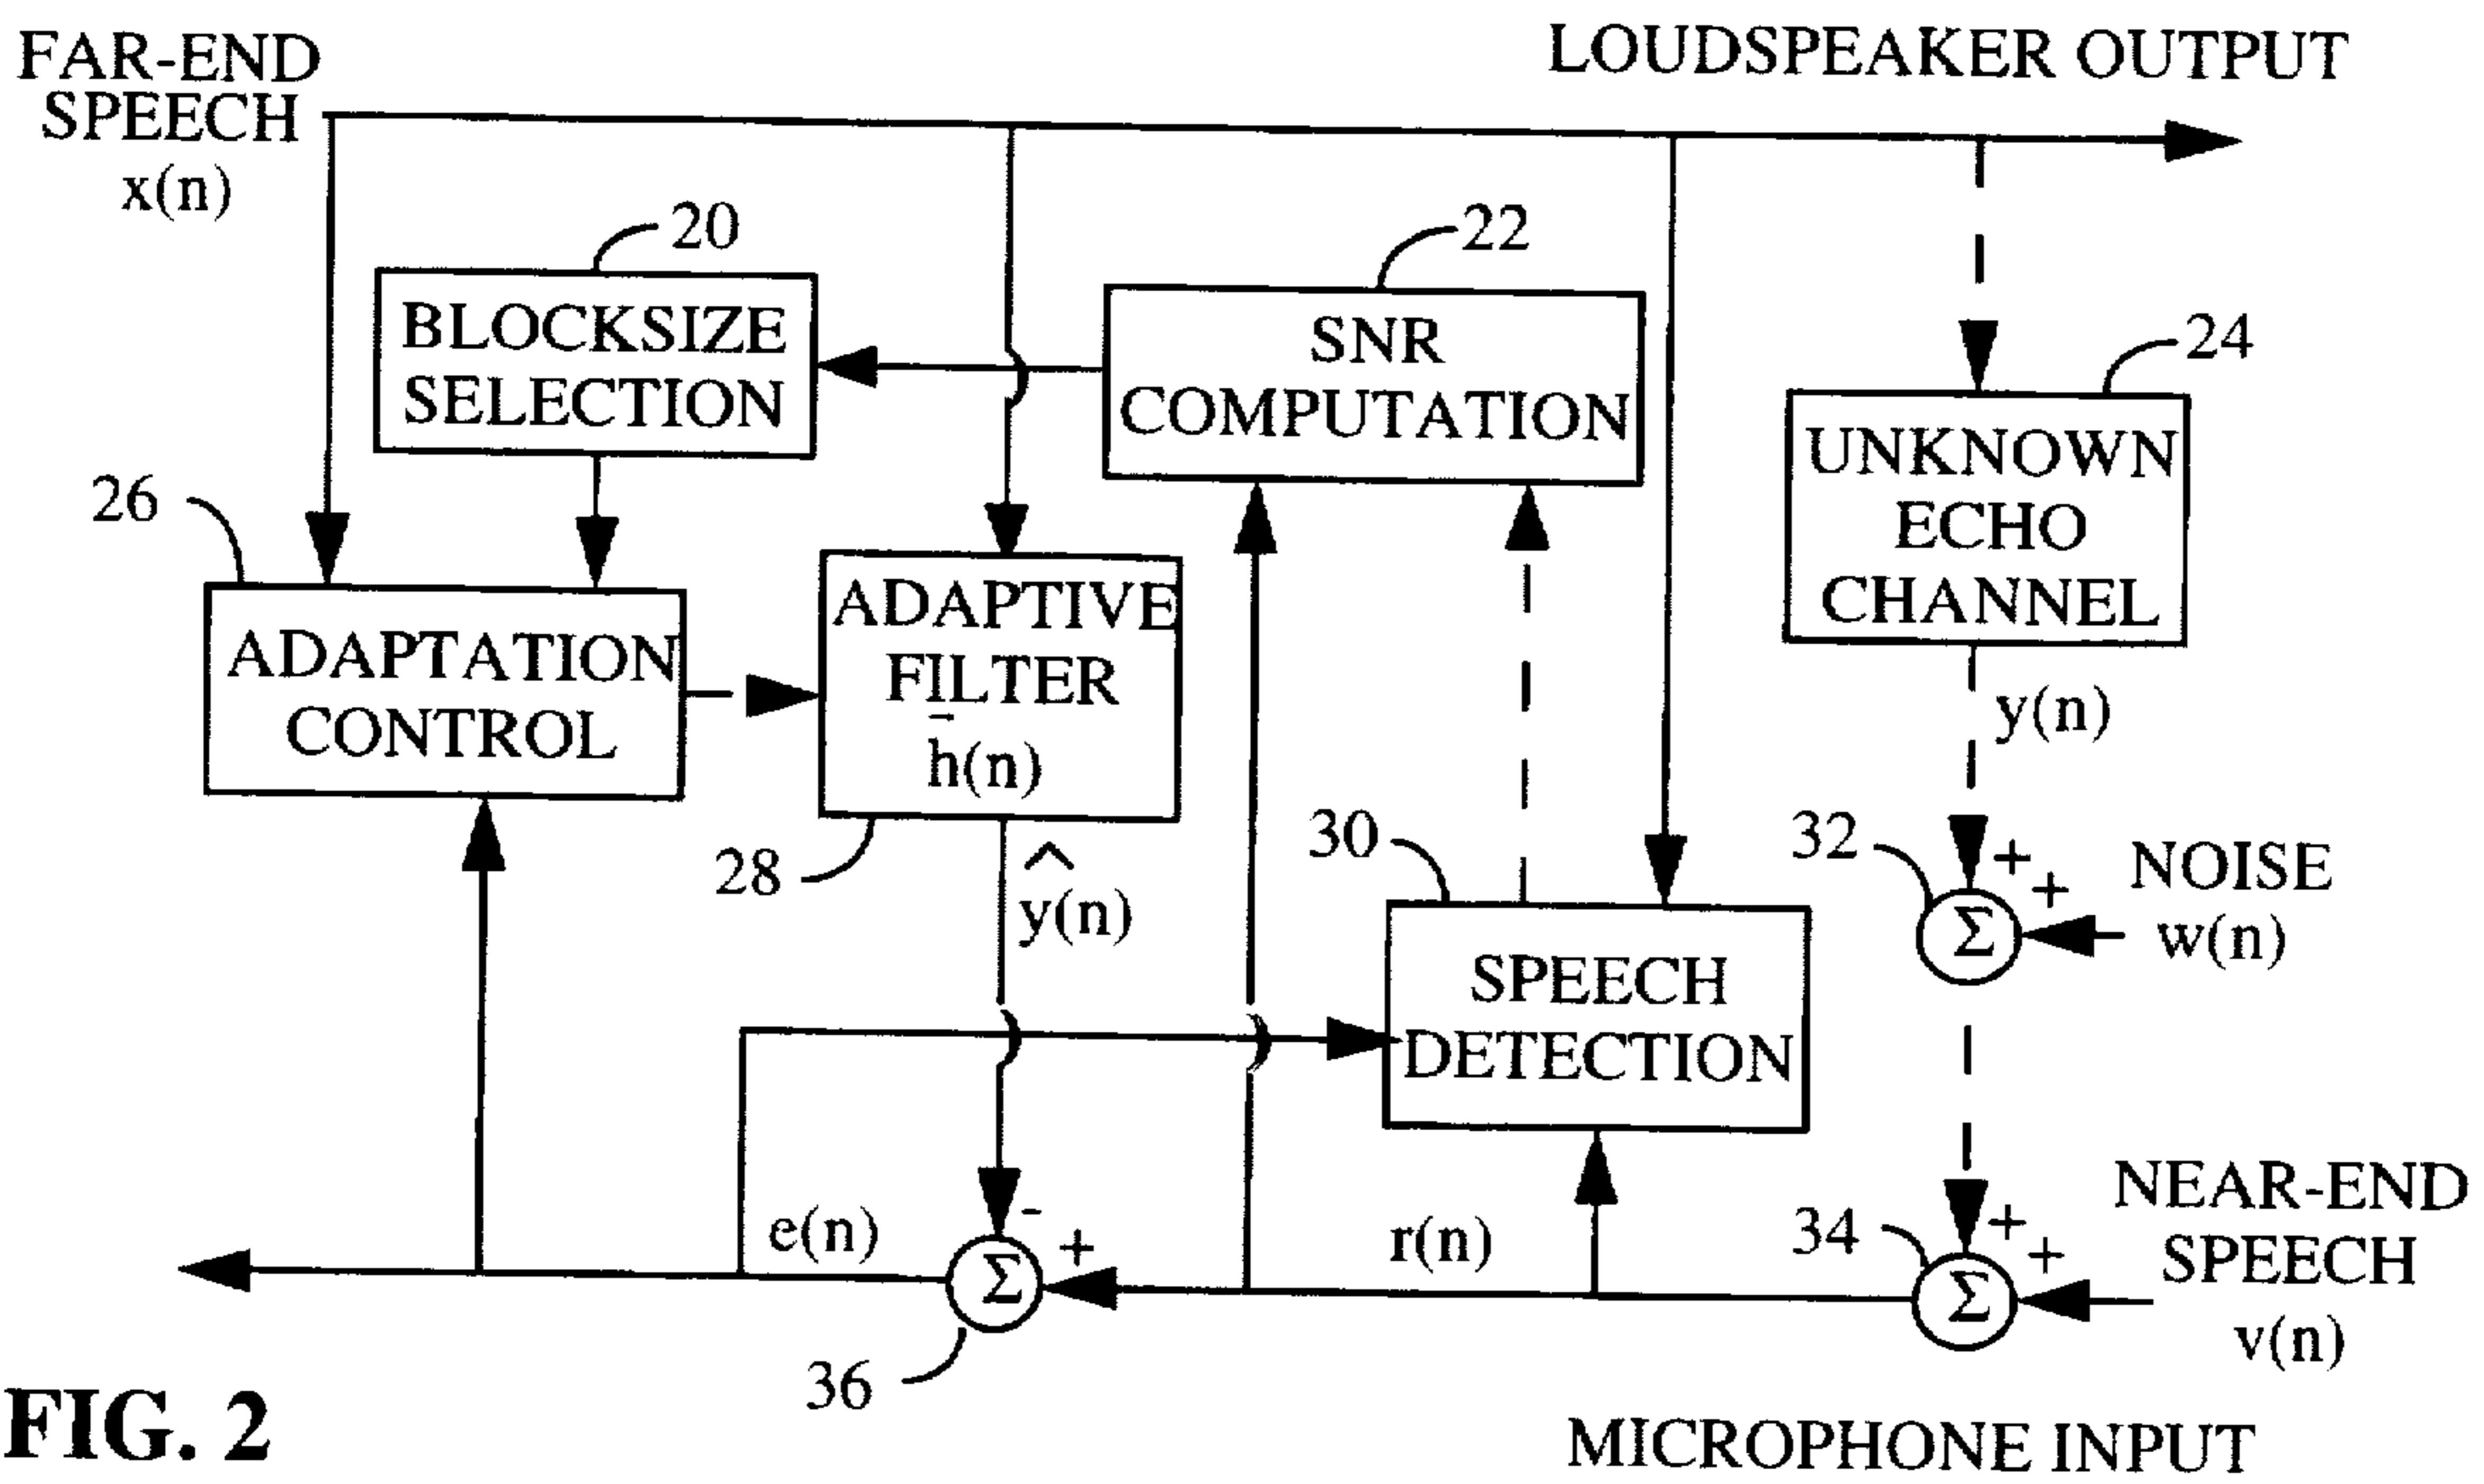 FAR-END
SPEECH
x(n)
LOUDSPEAKER OUTPUT
20
22
BLOCKSIZE
SELECTION
SNR
COMPUTATION
24
UNKNOWN
ECHO
CHANNEL
26
ADAPTATION
CONTROL
ADAPTIVE
FILTER
h̄(n)
y(n)
28
ŷ(n)
30
32
+
+
NOISE
Σ
w(n)
SPEECH
DETECTION
e(n)
-
+
Σ
r(n)
34
+
+
NEAR-END
SPEECH
Σ
v(n)
36
FIG. 2
MICROPHONE INPUT